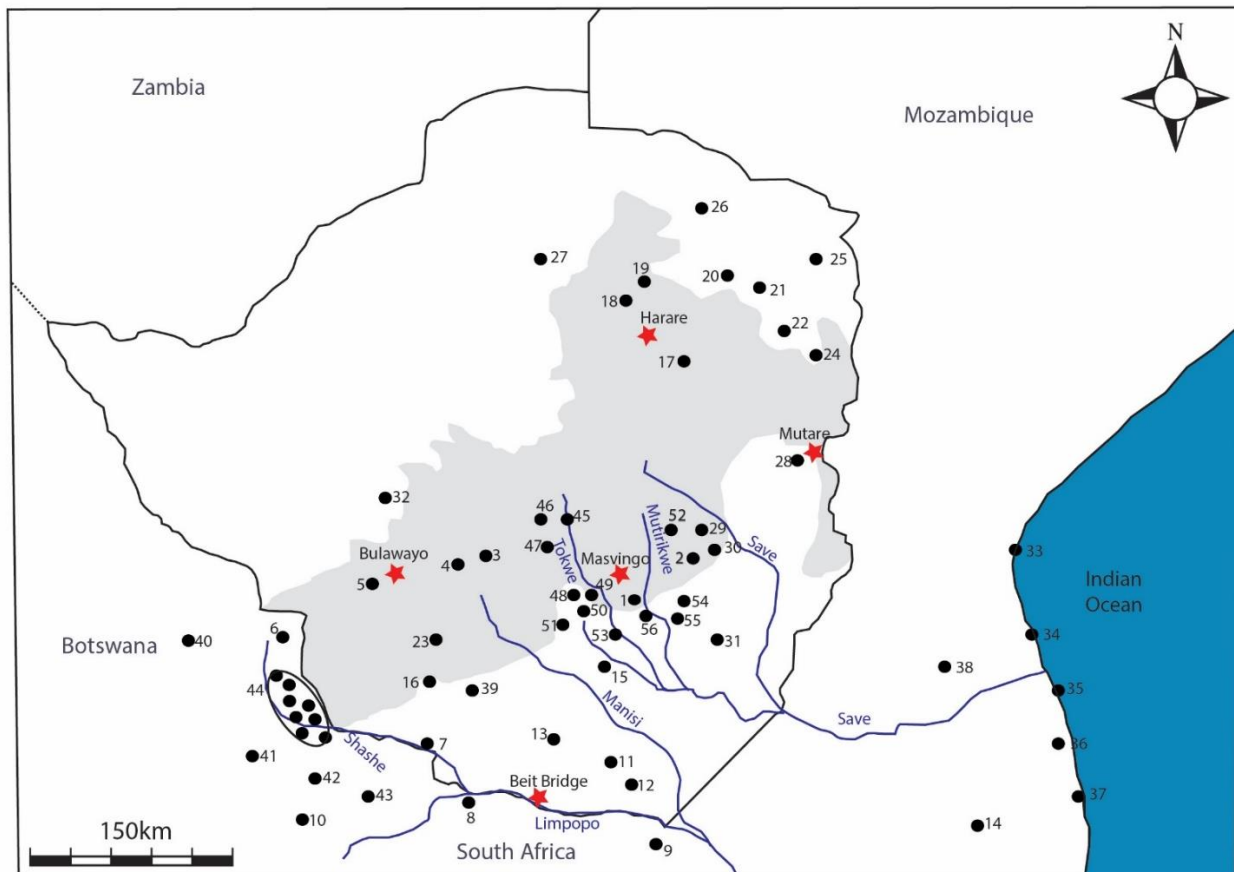 N
Zambia
Mozambique
26
27
25
19
20
21
18
Harare
22
24
17
Mutare
28
32
46
45
52
29
Mutirikwe
Save
47
Tokwe
30
33
Bulawayo
4
3
Masvingo
2
Indian
Ocean
5
48
49
1
54
50
56
55
51
53
31
34
Botswana
40
6
23
15
38
44
16
39
35
Manisi
Save
Shashe
7
13
36
41
11
42
Beit Bridge
12
43
37
10
8
Limpopo
14
150km
South Africa
9